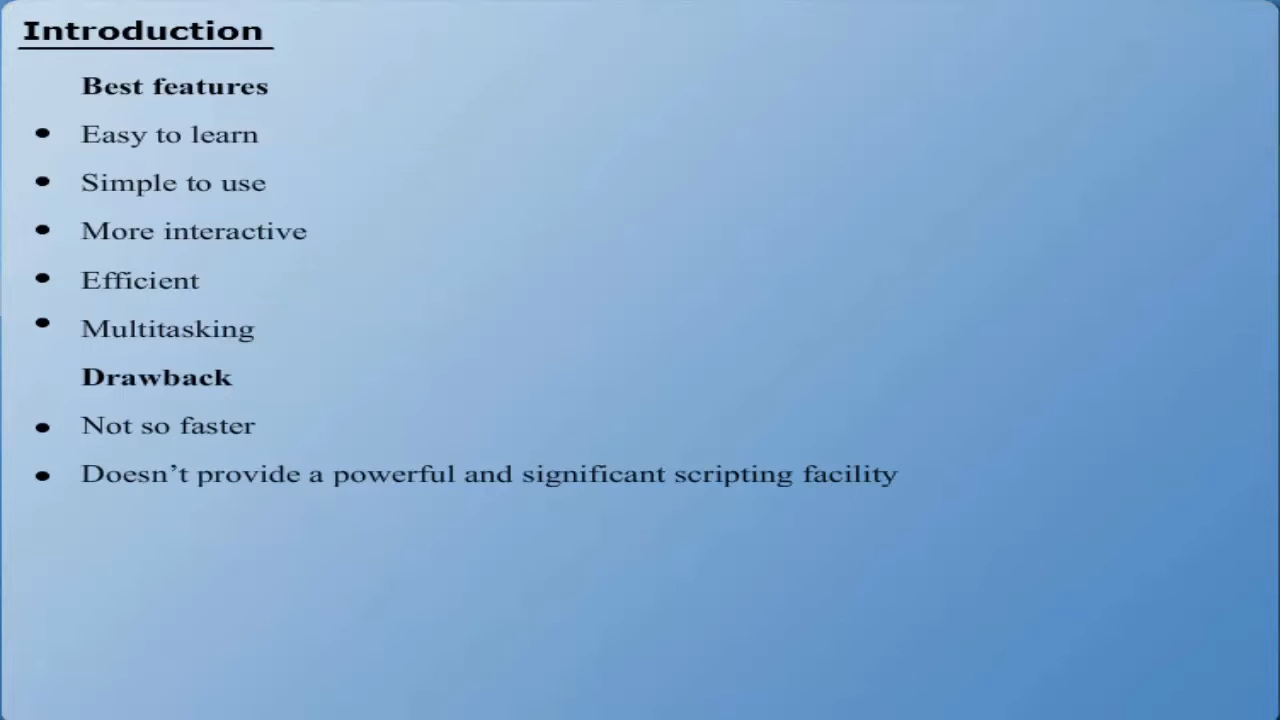 Introduction
Best features
• Easy to learn
• Simple to use
• More interactive
• Efficient
• Multitasking
Drawback
• Not so faster
• Doesn’t provide a powerful and significant scripting facility